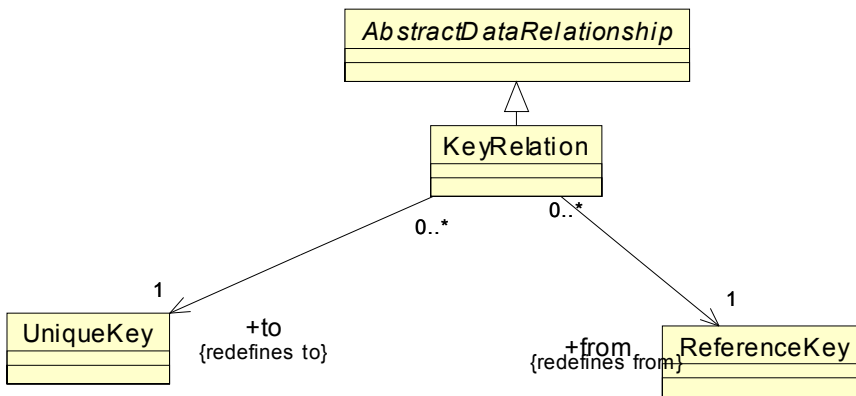 AbstractDataRelationship
KeyRelation
0..*
0..*
1
1
UniqueKey
+to
{redefines to}
+from
{redefines from}
ReferenceKey